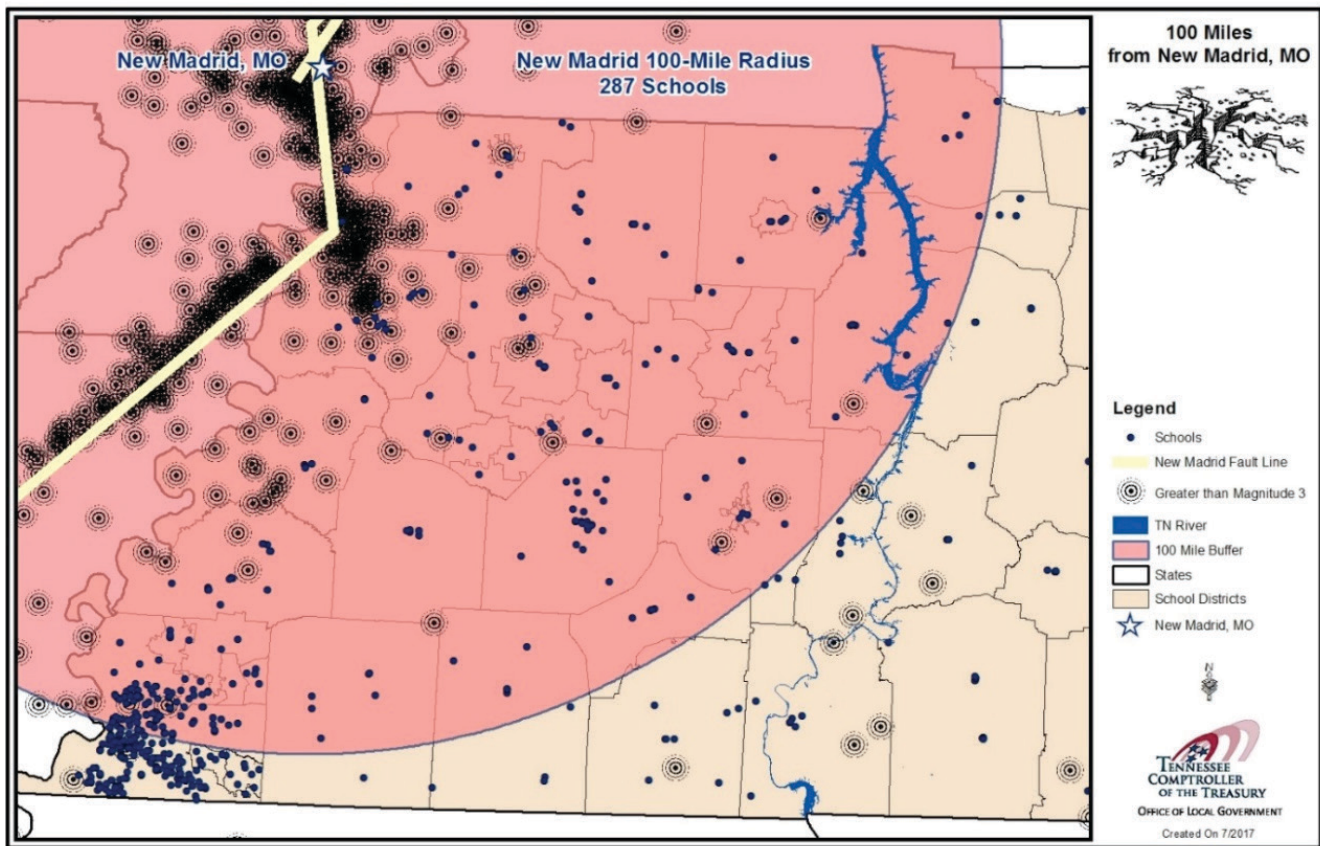 New Madrid, MO
New Madrid 100-Mile Radius
287 Schools
100 Miles
from New Madrid, MO
Legend
Schools
New Madrid Fault Line
Greater than Magnitude 3
TN River
100 Mile Buffer
States
School Districts
New Madrid, MO
N
TENNESSEE
COMPTROLLER
OF THE TREASURY
OFFICE OF LOCAL GOVERNMENT
Created On 7/2017